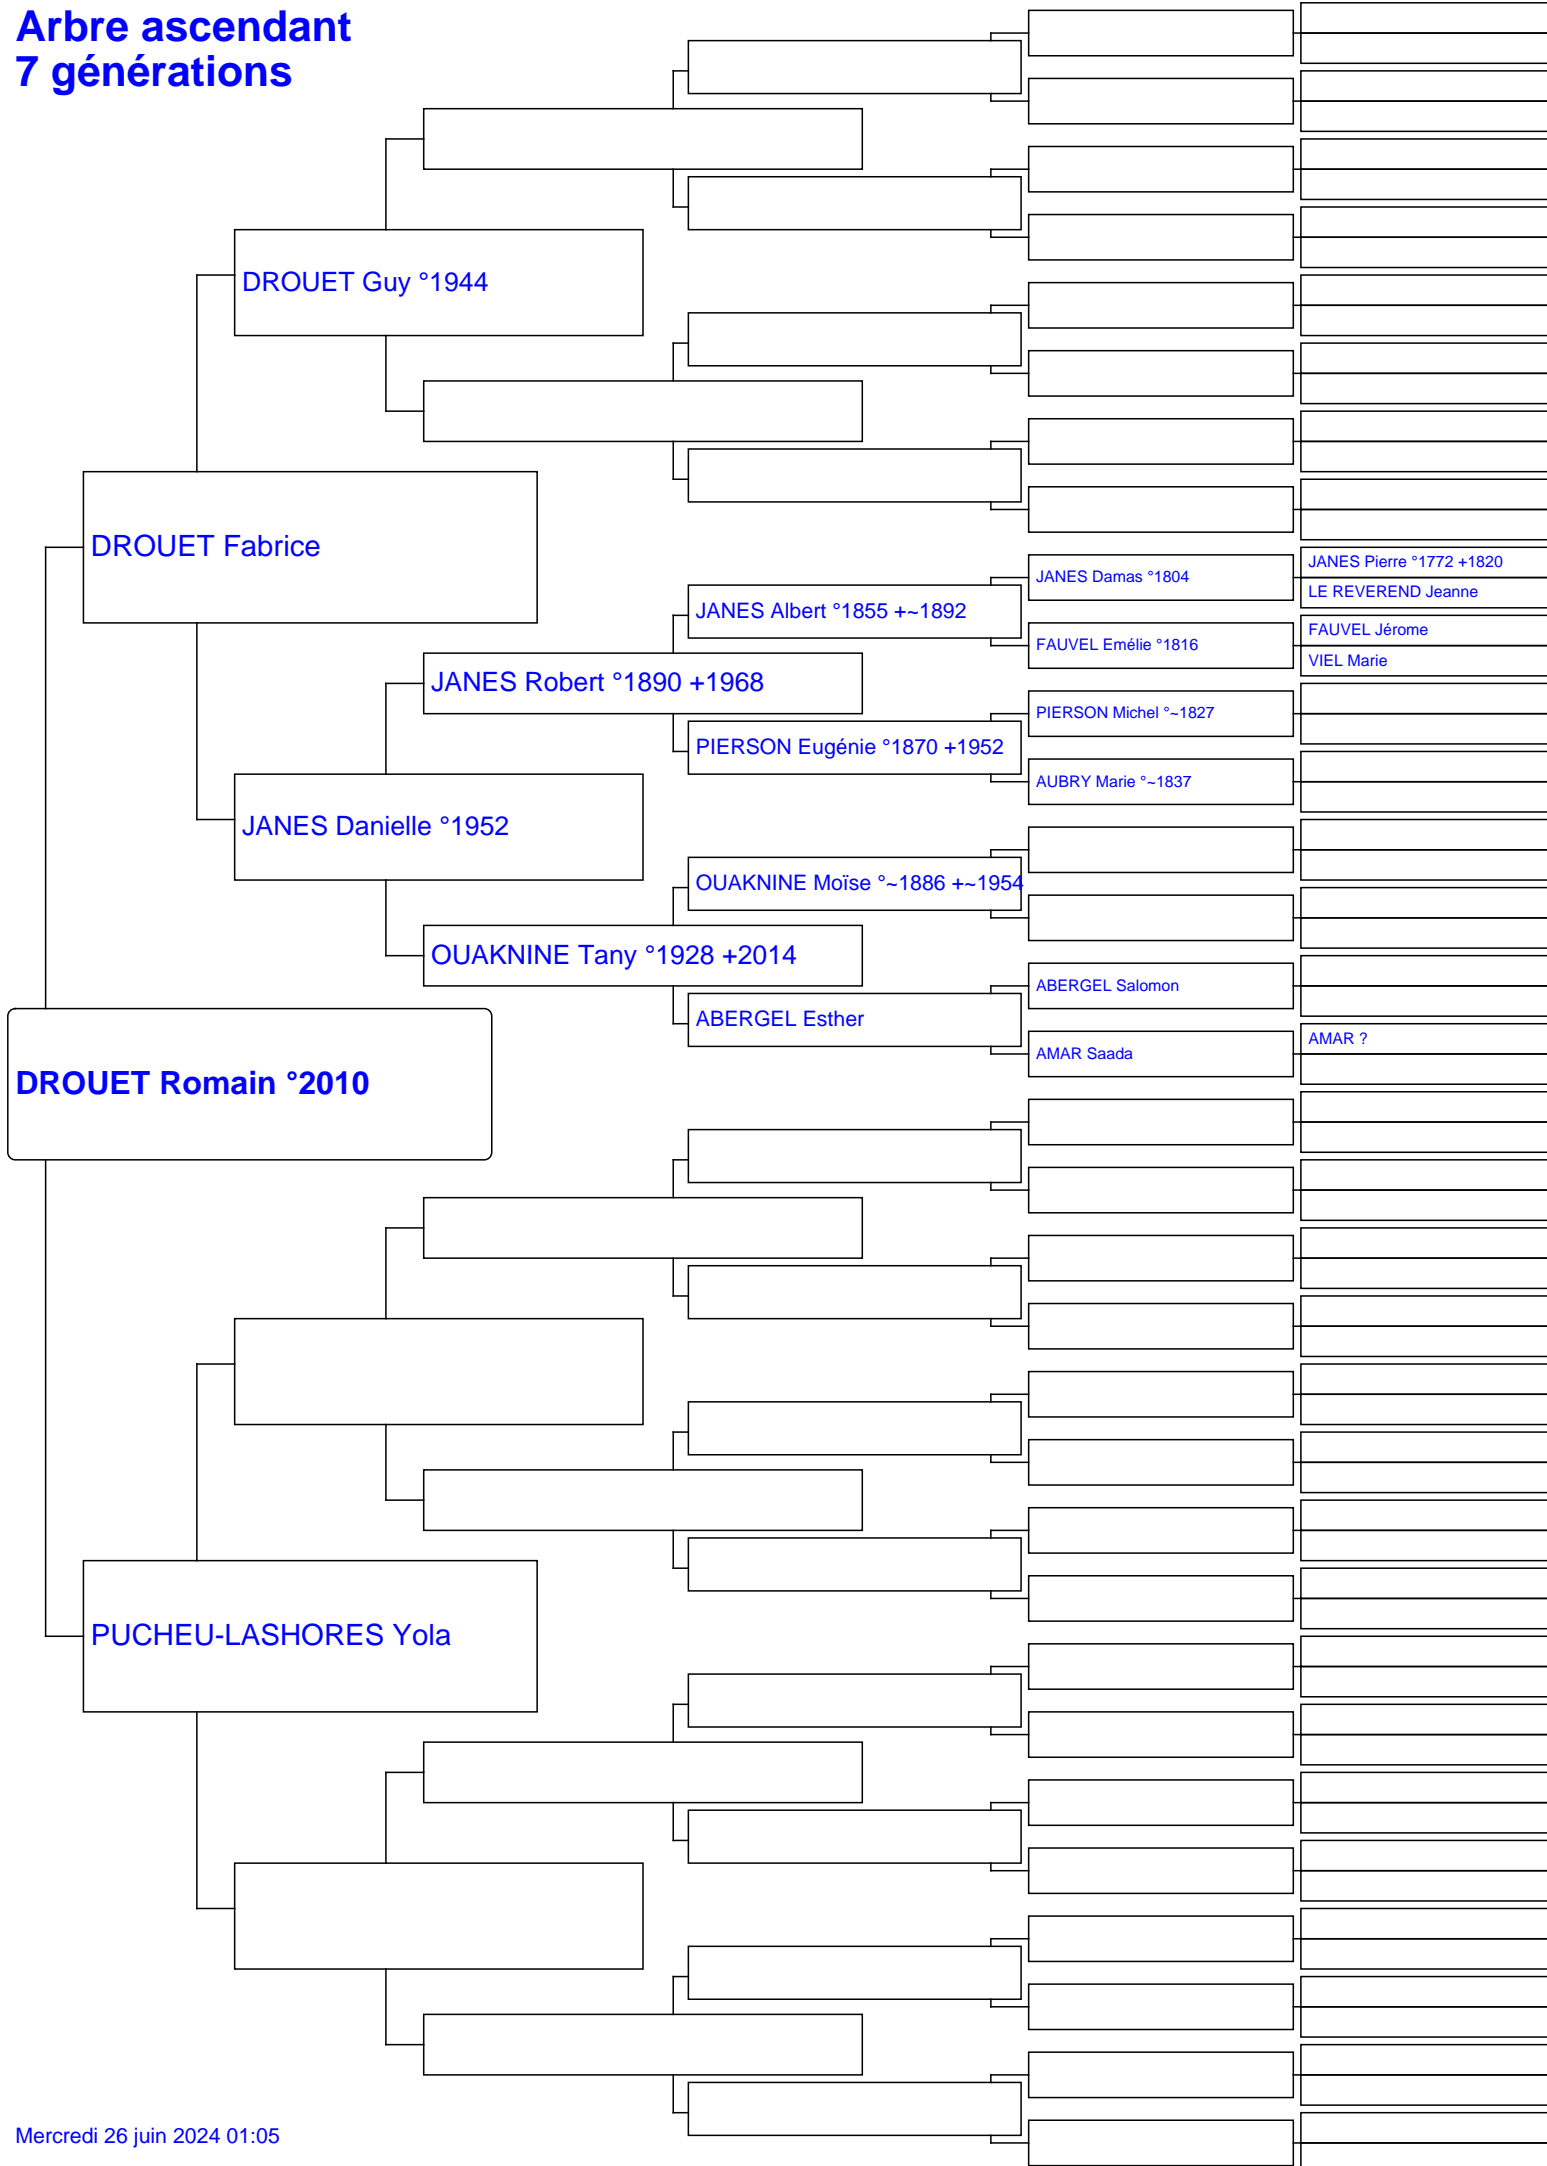 Arbre ascendant
7 générations
DROUET Guy °1944
DROUET Fabrice
JANES Damas °1804
JANES Pierre °1772 +1820
LE REVEREND Jeanne
JANES Albert °1855 +~1892
FAUVEL Emélie °1816
FAUVEL Jérome
VIEL Marie
JANES Robert °1890 +1968
PIERSON Michel °~1827
PIERSON Eugénie °1870 +1952
AUBRY Marie °~1837
JANES Danielle °1952
OUAKNINE Moïse °~1886 +~1954
OUAKNINE Tany °1928 +2014
ABERGEL Salomon
ABERGEL Esther
AMAR Saada
AMAR ?
DROUET Romain °2010
PUCHEU-LASHORES Yola
Mercredi 26 juin 2024 01:05